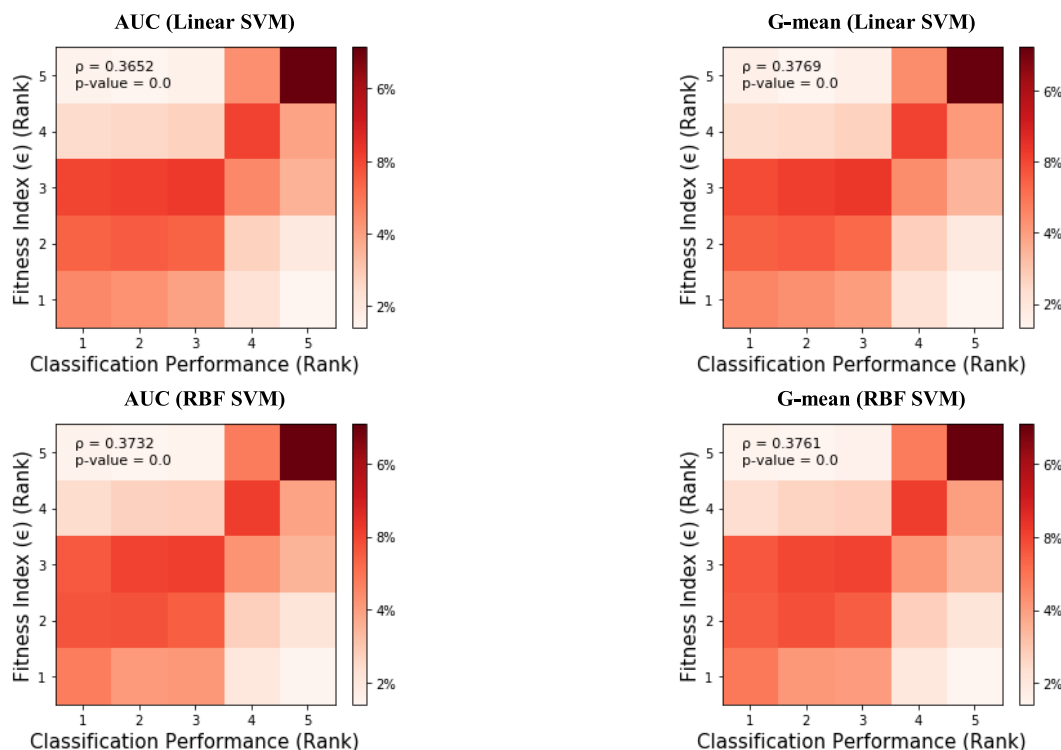 AUC (Linear SVM)
ρ = 0.3652
p-value = 0.0
5
4
3
2
1
Fitness Index (ϵ) (Rank)
1 2 3 4 5
Classification Performance (Rank)
6%
8%
4%
2%
G-mean (Linear SVM)
ρ = 0.3769
p-value = 0.0
5
4
3
2
1
Fitness Index (ϵ) (Rank)
1 2 3 4 5
Classification Performance (Rank)
6%
8%
4%
2%
AUC (RBF SVM)
ρ = 0.3732
p-value = 0.0
5
4
3
2
1
Fitness Index (ϵ) (Rank)
1 2 3 4 5
Classification Performance (Rank)
6%
8%
4%
2%
G-mean (RBF SVM)
ρ = 0.3761
p-value = 0.0
5
4
3
2
1
Fitness Index (ϵ) (Rank)
1 2 3 4 5
Classification Performance (Rank)
6%
8%
4%
2%